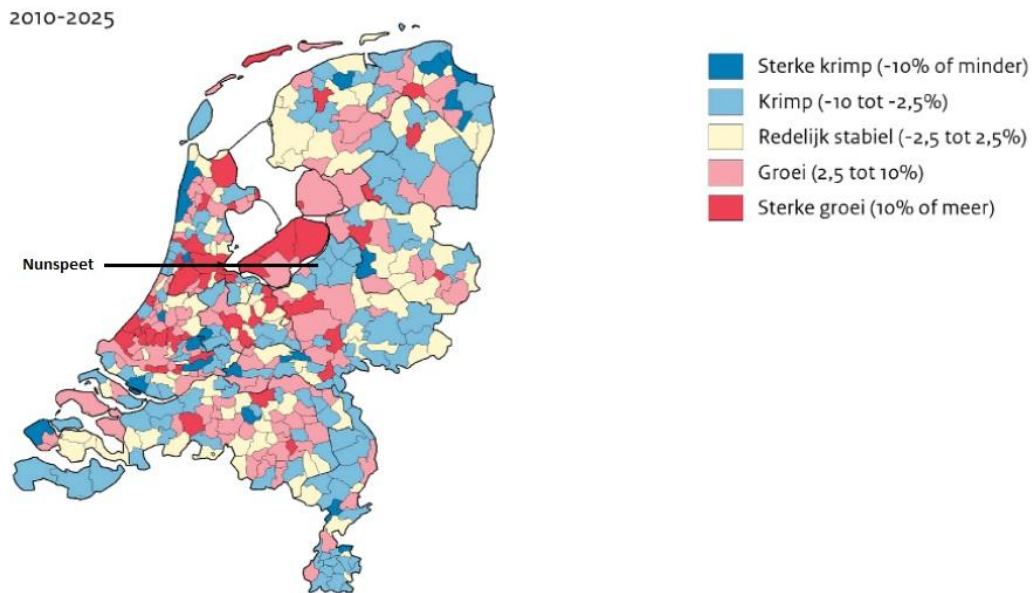 2010-2025
Sterke krimp (-10% of minder)
Krimp (-10 tot -2,5%)
Redelijk stabiel (-2,5 tot 2,5%)
Groei (2,5 tot 10%)
Sterke groei (10% of meer)
Nunspeet